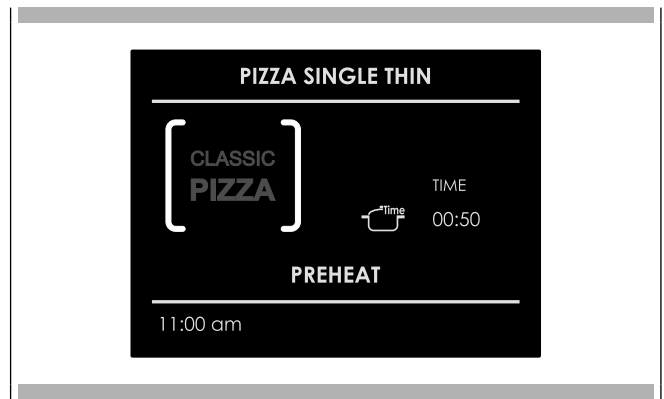 PIZZA SINGLE THIN
CLASSIC
PIZZA
TIME
Time
00:50
PREHEAT
11:00 am